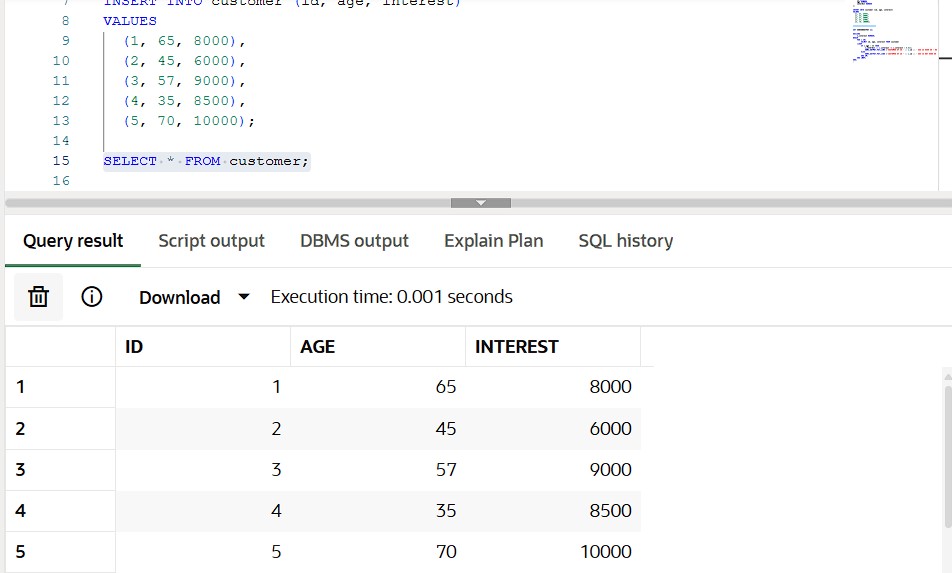 7 INSERT INTO customer (id, age, interest)
8 VALUES
9 (1, 65, 8000),
10 (2, 45, 6000),
11 (3, 57, 9000),
12 (4, 35, 8500),
13 (5, 70, 10000);
14
15 SELECT * FROM customer;
16
Query result Script output DBMS output Explain Plan SQL history
Download Execution time: 0.001 seconds
ID AGE INTEREST
1 1 65 8000
2 2 45 6000
3 3 57 9000
4 4 35 8500
5 5 70 10000